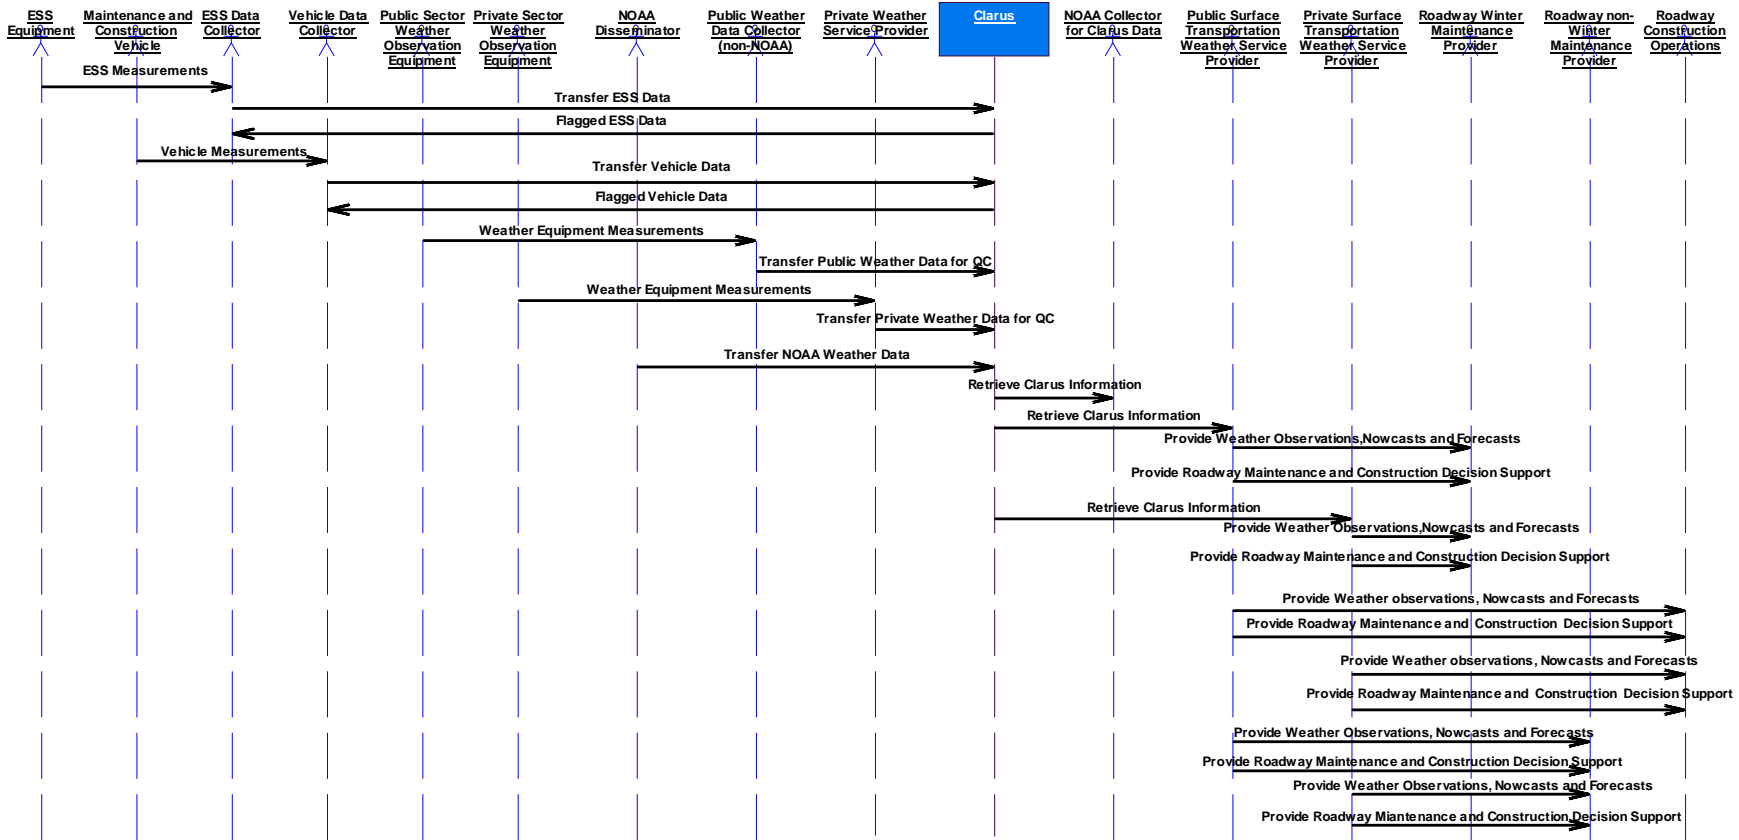 ESS
Equipment
Maintenance and
Construction
Vehicle
ESS Data
Collector
Vehicle Data
Collector
Public Sector
Weather
Observation
Equipment
Private Sector
Weather
Observation
Equipment
NOAA
Disseminator
Public Weather
Data Collector
(non-NOAA)
Private Weather
Service Provider
Clarus
NOAA Collector
for Clarus Data
Public Surface
Transportation
Weather Service
Provider
Private Surface
Transportation
Weather Service
Provider
Roadway Winter
Maintenance
Provider
Roadway non-
Winter
Maintenance
Provider
Roadway
Construction
Operations
ESS Measurements
Transfer ESS Data
Flagged ESS Data
Vehicle Measurements
Transfer Vehicle Data
Flagged Vehicle Data
Weather Equipment Measurements
Transfer Public Weather Data for QC
Weather Equipment Measurements
Transfer Private Weather Data for QC
Transfer NOAA Weather Data
Retrieve Clarus Information
Retrieve Clarus Information
Provide Weather Observations,Nowcasts and Forecasts
Provide Roadway Maintenance and Construction Decision Support
Retrieve Clarus Information
Provide Weather Observations,Nowcasts and Forecasts
Provide Roadway Maintenance and Construction Decision Support
Provide Weather observations, Nowcasts and Forecasts
Provide Roadway Maintenance and Construction Decision Support
Provide Weather observations, Nowcasts and Forecasts
Provide Roadway Maintenance and Construction Decision Support
Provide Weather Observations, Nowcasts and Forecasts
Provide Roadway Maintenance and Construction Decision Support
Provide Weather Observations, Nowcasts and Forecasts
Provide Roadway Miantenance and Construction Decision Support